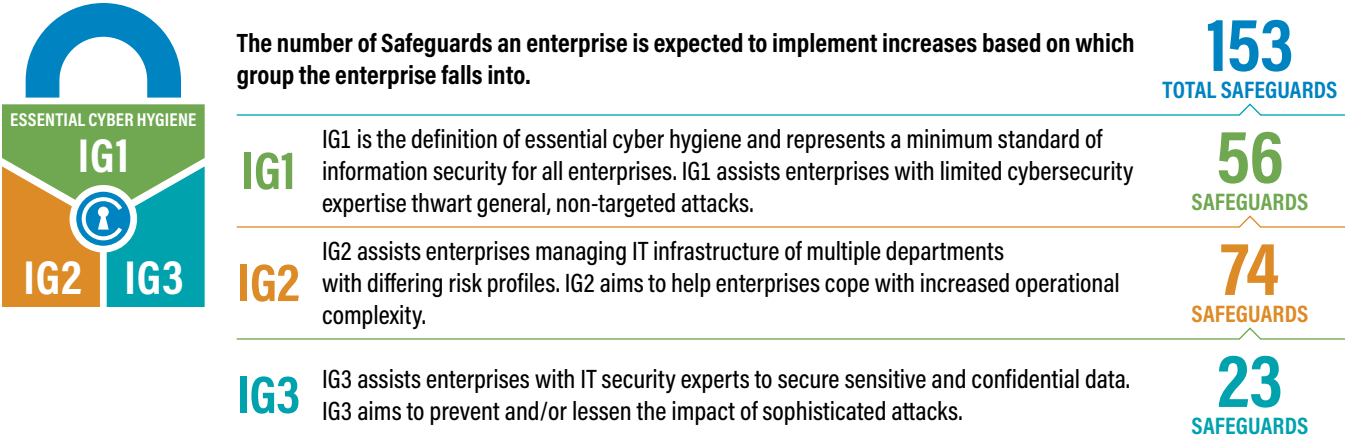 ESSENTIAL CYBER HYGIENE
IG1
IG2
IG3
The number of Safeguards an enterprise is expected to implement increases based on which
group the enterprise falls into.
153
TOTAL SAFEGUARDS
IG1
IG1 is the definition of essential cyber hygiene and represents a minimum standard of
information security for all enterprises. IG1 assists enterprises with limited cybersecurity
expertise thwart general, non-targeted attacks.
56
SAFEGUARDS
IG2
IG2 assists enterprises managing IT infrastructure of multiple departments
with differing risk profiles. IG2 aims to help enterprises cope with increased operational
complexity.
74
SAFEGUARDS
IG3
IG3 assists enterprises with IT security experts to secure sensitive and confidential data.
IG3 aims to prevent and/or lessen the impact of sophisticated attacks.
23
SAFEGUARDS